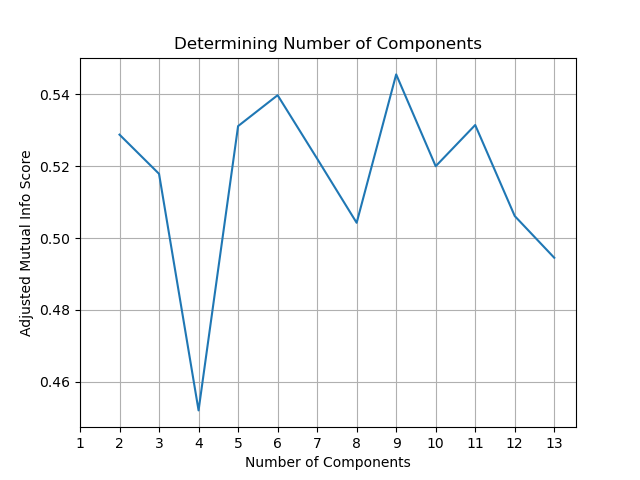 Determining Number of Components
Adjusted Mutual Info Score
0.54
0.52
0.50
0.48
0.46
1 2 3 4 5 6 7 8 9 10 11 12 13
Number of Components